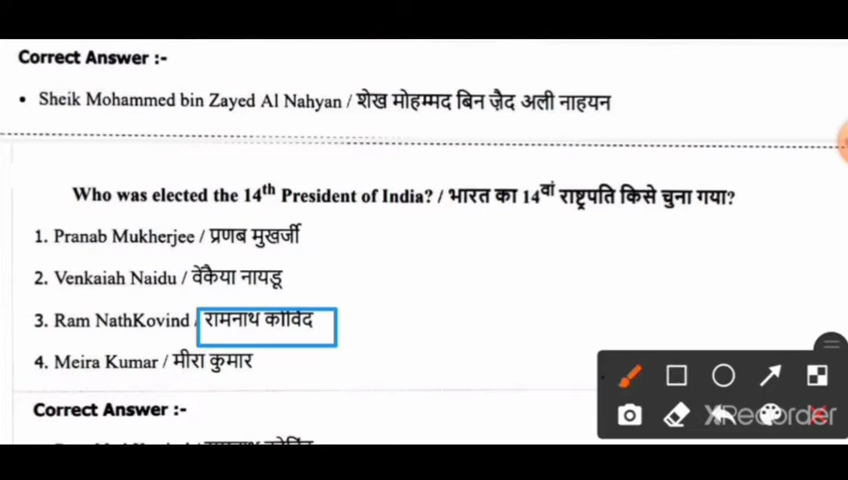 Correct Answer :-
• Sheik Mohammed bin Zayed Al Nahyan / शेख मोहम्मद बिन ज़ैद अली नाहयन
Who was elected the 14th President of India? / भारत का 14वां राष्ट्रपति किसे चुना गया?
1. Pranab Mukherjee / प्रणब मुखर्जी
2. Venkaiah Naidu / वेंकैया नायडू
3. Ram NathKovind / रामनाथ कोविंद
4. Meira Kumar / मीरा कुमार
Correct Answer :-
XRecorder